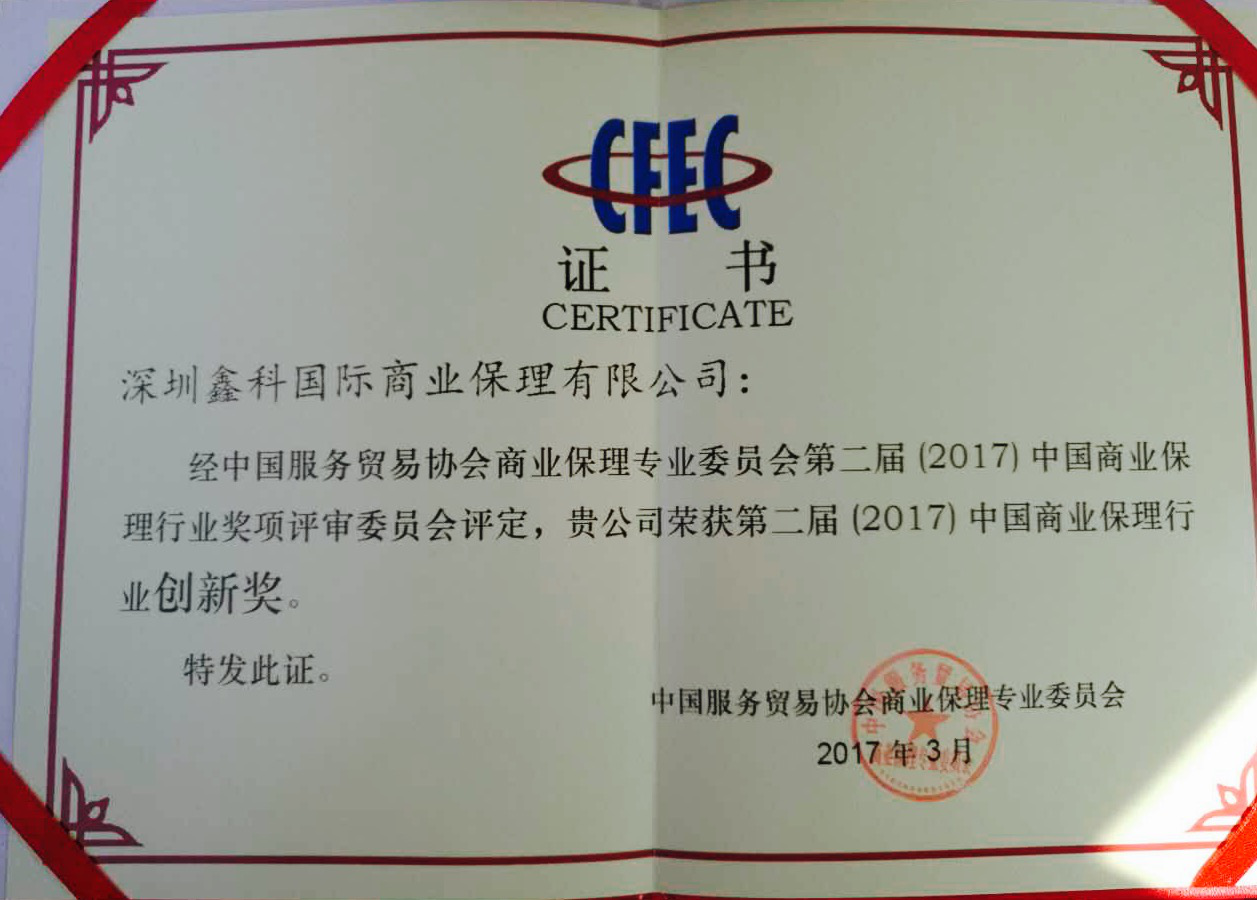 CFEC
证 书
CERTIFICATE
深圳鑫科国际商业保理有限公司：
经中国服务贸易协会商业保理专业委员会第二届(2017)中国商业保
理行业奖项评审委员会评定，贵公司荣获第二届(2017)中国商业保理行
业创新奖。
特发此证。
中国服务贸易协会商业保理专业委员会
2017年3月